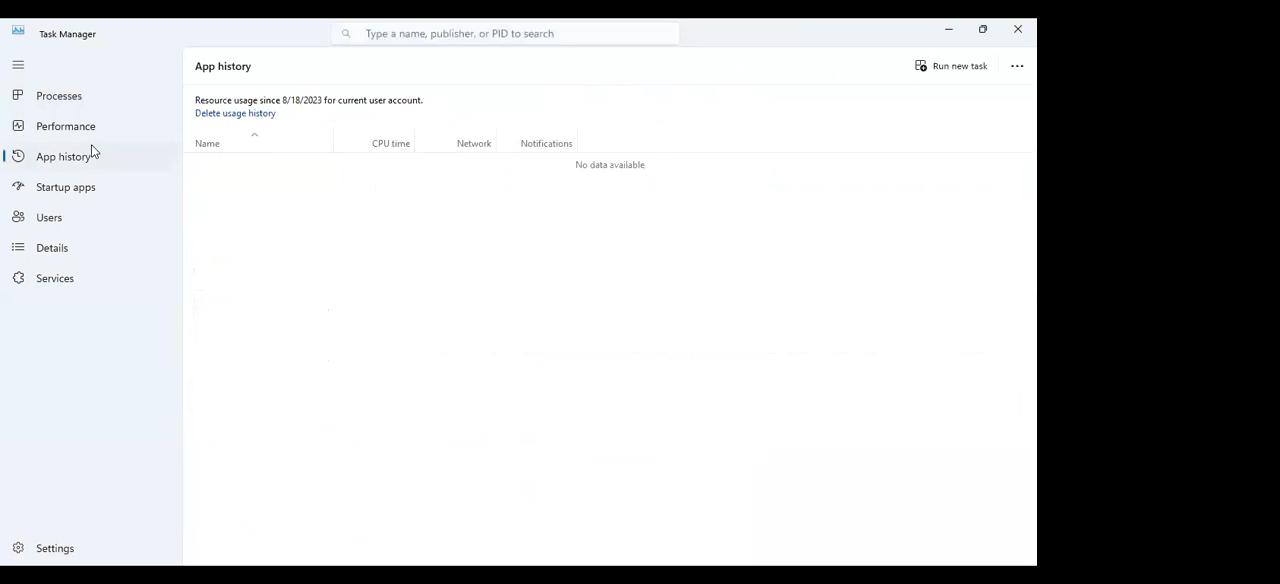 Task Manager
Type a name, publisher, or PID to search
App history
Run new task
Processes
Performance
App history
Startup apps
Users
Details
Services
Settings
Resource usage since 8/18/2023 for current user account.
Delete usage history
Name CPU time Network Notifications
No data available